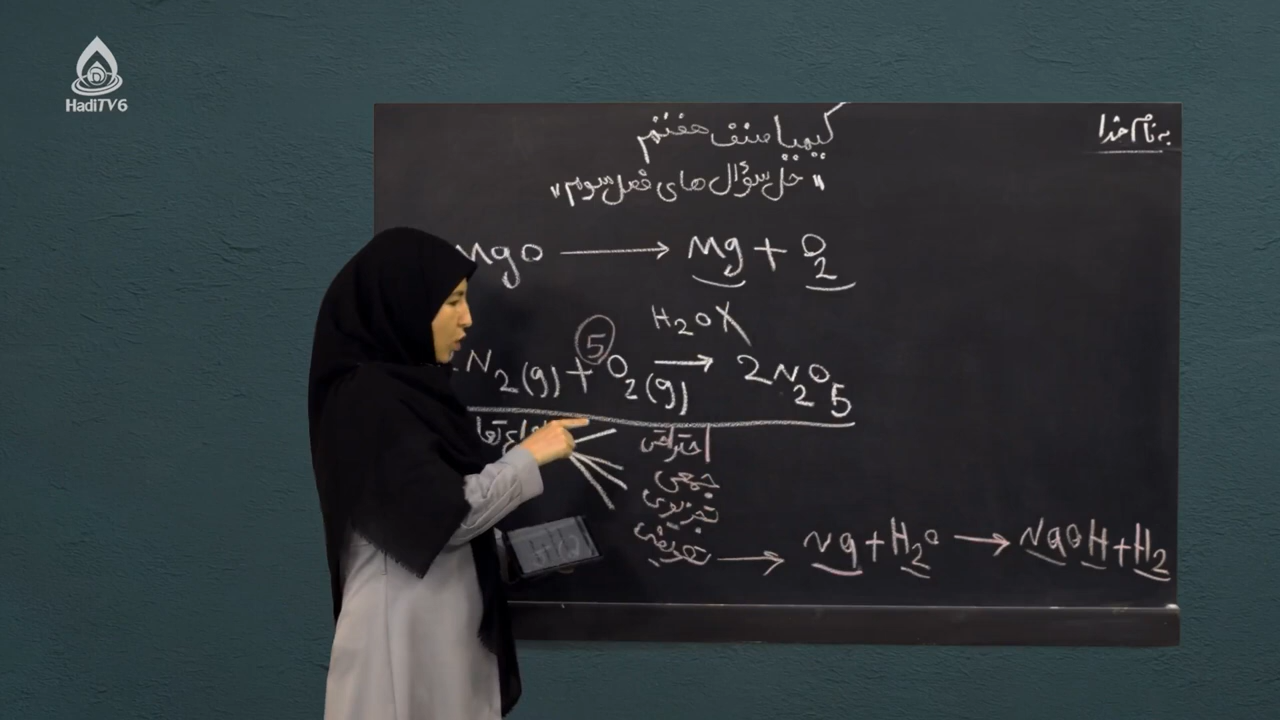 HadiTV6
به نام خدا
کیمیا صنف هفتم
"حل سؤال های فصل سوم"
MgO → Mg + O₂
H₂O X
N₂(g) + 5 O₂(g) → 2N₂O₅
احتراقی
جمعی
تجزیوی
تعویضی → Na + H₂O → NaOH + H₂